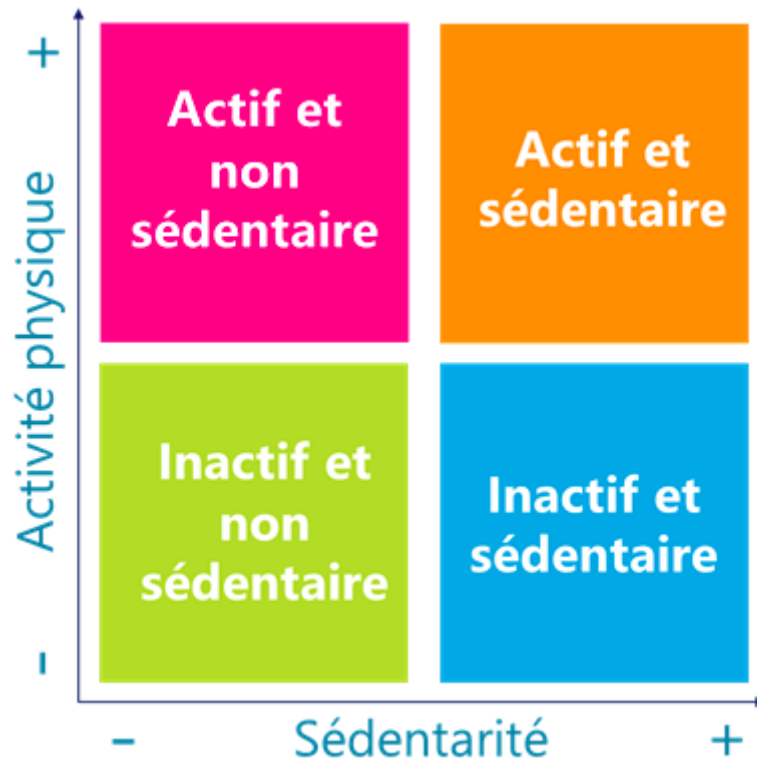 +
Actif et
non
sédentaire
Actif et
sédentaire
Activité physique
Inactif et
non
sédentaire
Inactif et
sédentaire
-
- Sédentarité +